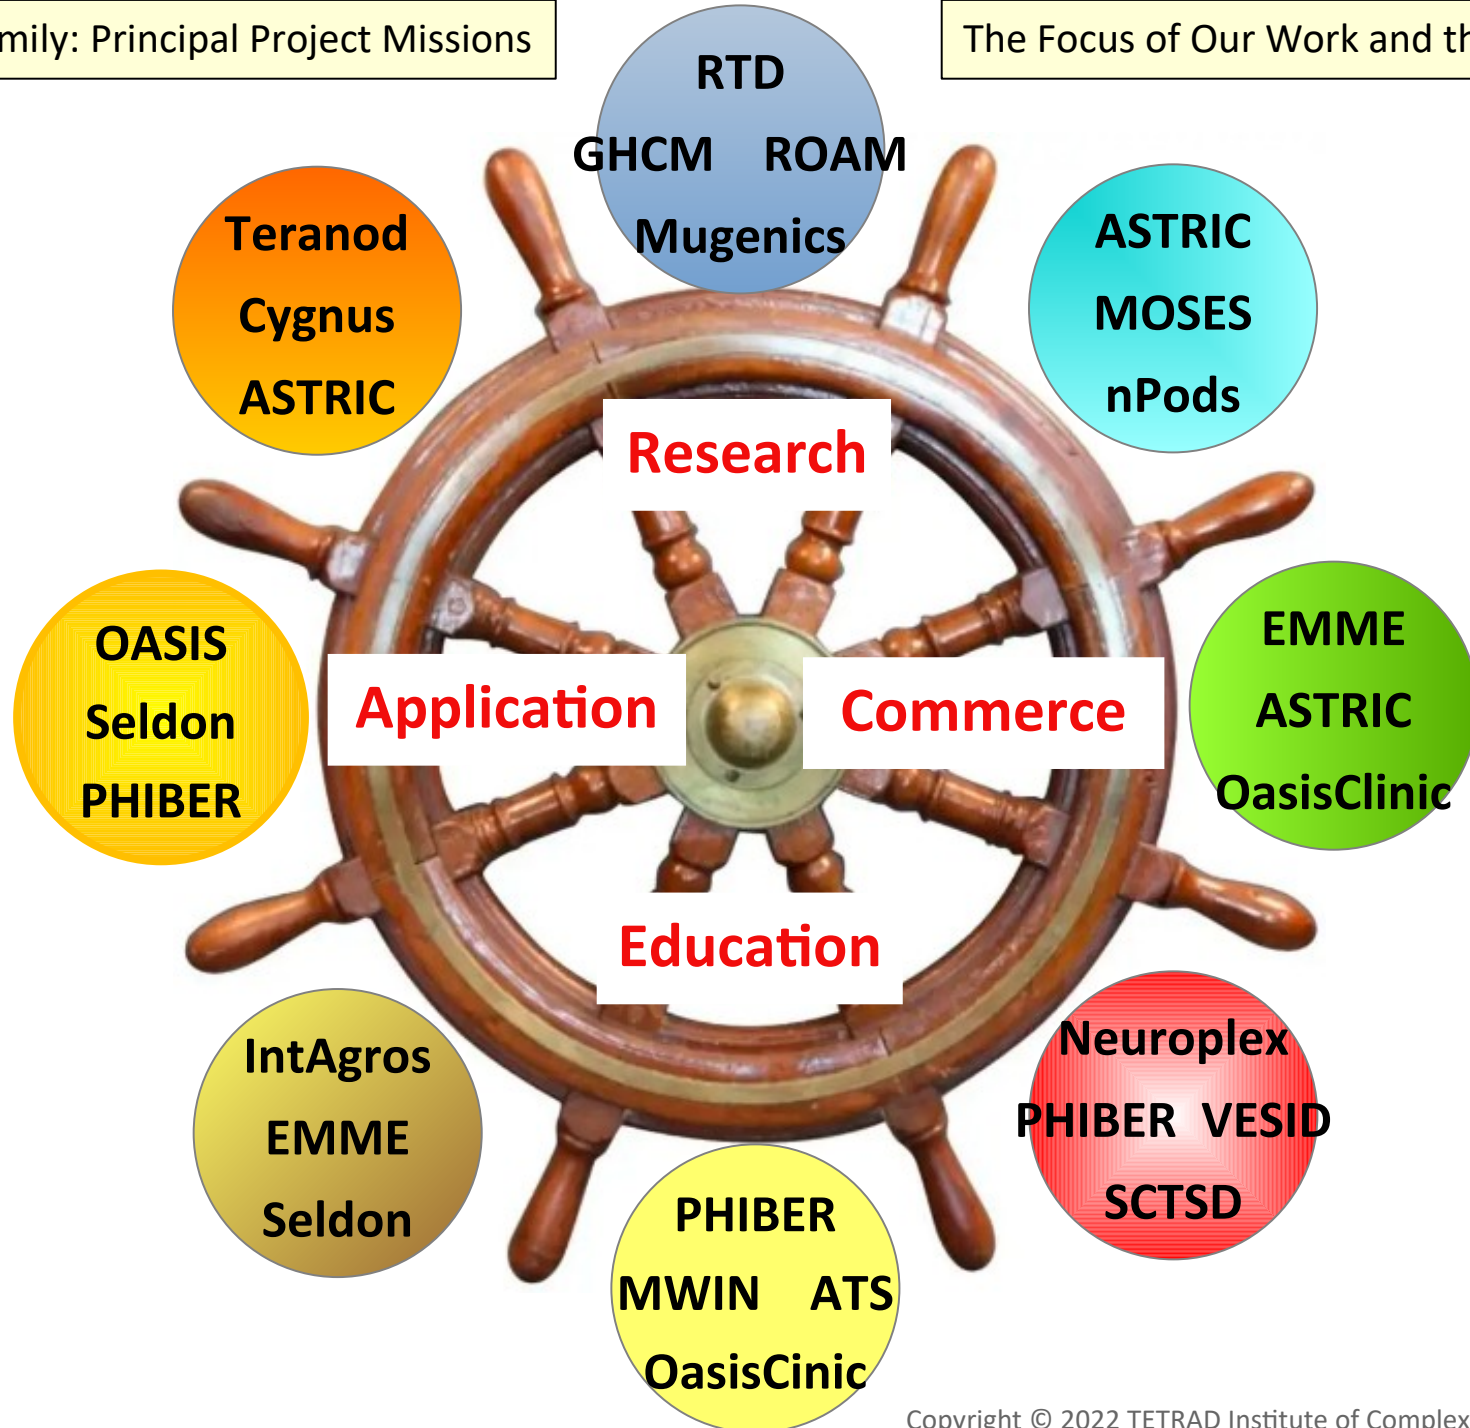 mily: Principal Project Missions
The Focus of Our Work and th
RTD
GHCM ROAM
Mugenics
Teranod
Cygnus
ASTRIC
ASTRIC
MOSES
nPods
Research
OASIS
Seldon
PHIBER
Application
Commerce
EMME
ASTRIC
OasisClinic
Education
IntAgros
EMME
Seldon
Neuroplex
PHIBER VESID
SCTSD
PHIBER
MWIN ATS
OasisCinic
Copyright © 2022 TETRAD Institute of Complex